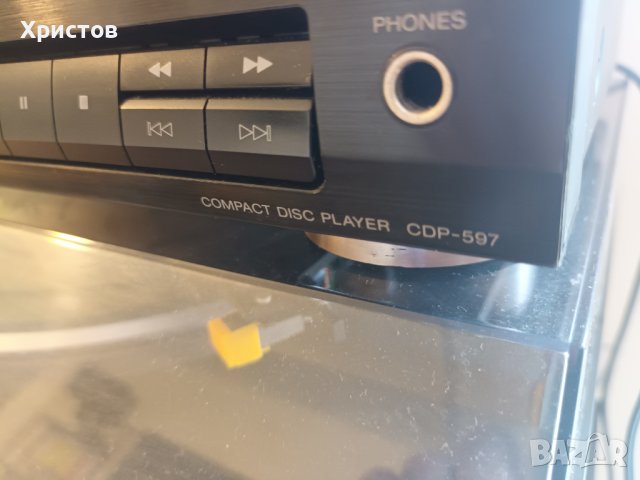 Христов
PHONES
COMPACT DISC PLAYER CDP-597
BAZAR